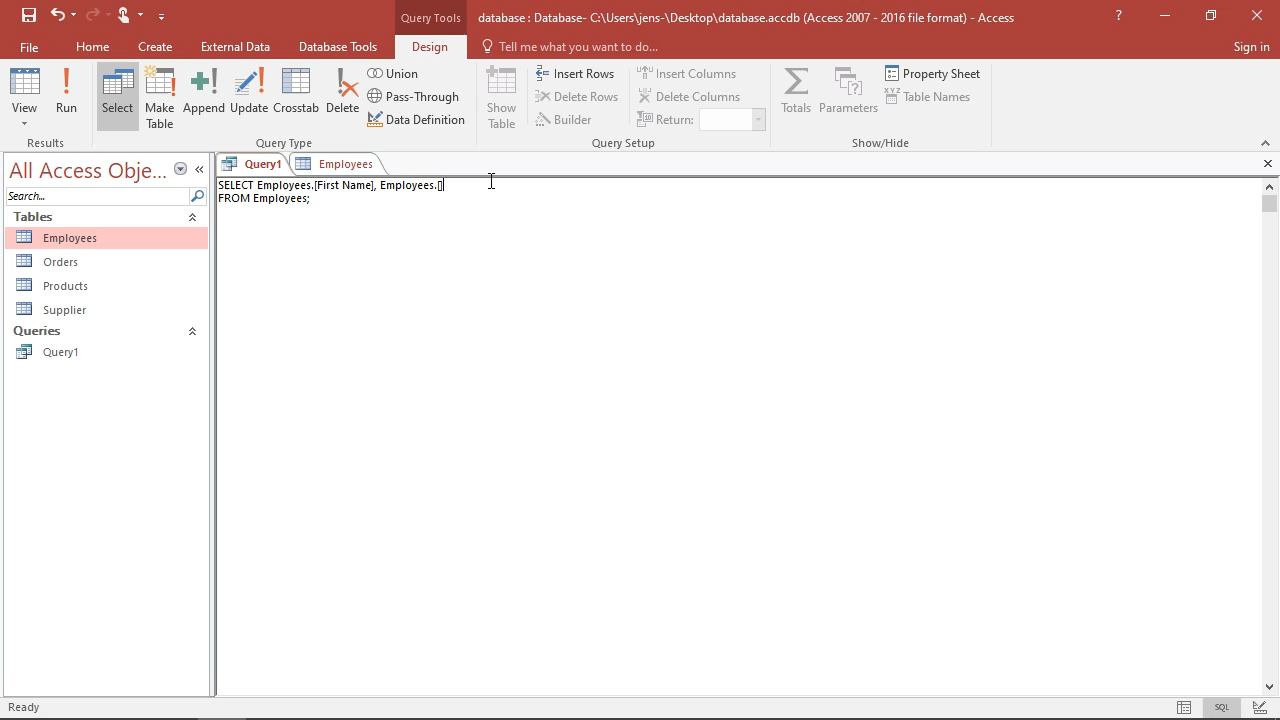 Query Tools
database : Database- C:\Users\jens-\Desktop\database.accdb (Access 2007 - 2016 file format) - Access
?
File
Home
Create
External Data
Database Tools
Design
Tell me what you want to do...
Sign in
View
Run
Select
Make Table
Append
Update
Crosstab
Delete
Union
Pass-Through
Data Definition
Show Table
Insert Rows
Delete Rows
Builder
Insert Columns
Delete Columns
Return:
Totals
Parameters
Property Sheet
XYZ
Table Names
Results
Query Type
Query Setup
Show/Hide
All Access Obje...
Search...
Tables
Employees
Orders
Products
Supplier
Queries
Query1
Query1
Employees
SELECT Employees.[First Name], Employees.[]
FROM Employees;
Ready
SQL